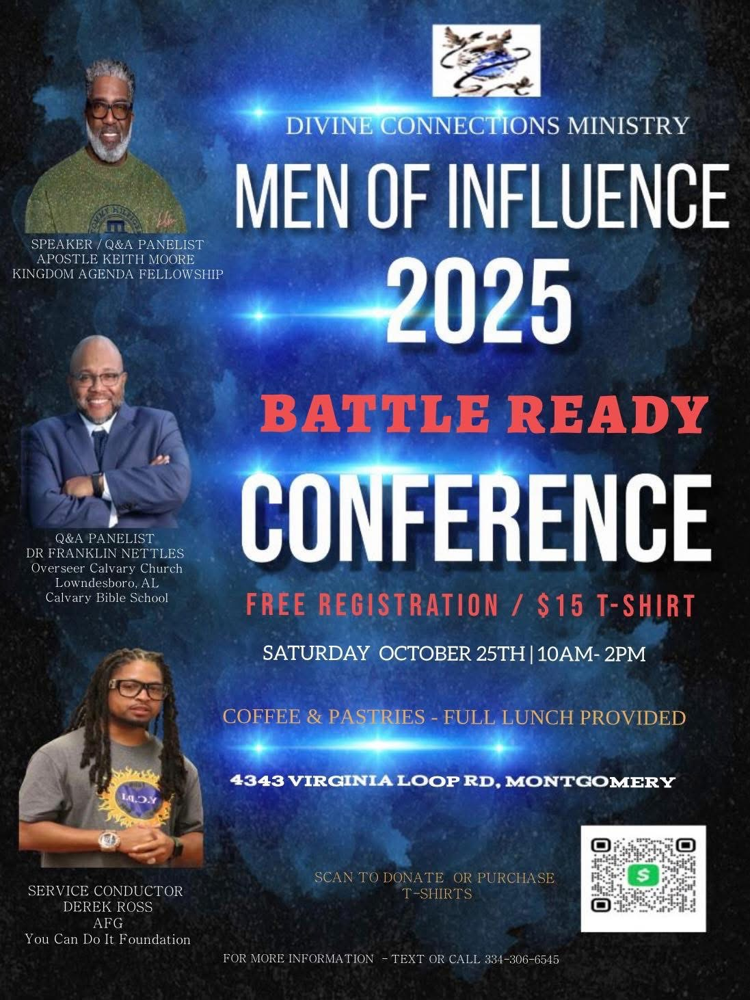 DIVINE CONNECTIONS MINISTRY
MEN OF INFLUENCE
2025
BATTLE READY
CONFERENCE
FREE REGISTRATION / $15 T-SHIRT
SATURDAY OCTOBER 25TH | 10AM- 2PM
COFFEE & PASTRIES - FULL LUNCH PROVIDED
4343 VIRGINIA LOOP RD, MONTGOMERY
SCAN TO DONATE OR PURCHASE
T-SHIRTS
$
FOR MORE INFORMATION - TEXT OR CALL 334-306-6545
TOMMY HILFIGER
SPEAKER / Q&A PANELIST
APOSTLE KEITH MOORE
KINGDOM AGENDA FELLOWSHIP
Q&A PANELIST
DR FRANKLIN NETTLES
Overseer Calvary Church
Lowndesboro, AL
Calvary Bible School
Y.C.D.I
SERVICE CONDUCTOR
DEREK ROSS
AFG
You Can Do It Foundation